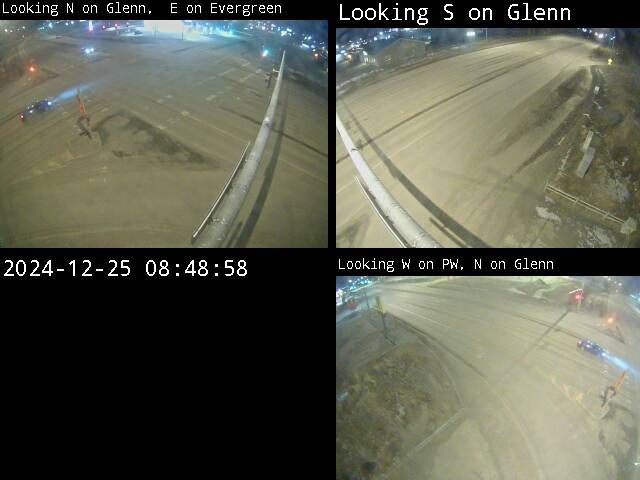 Looking N on Glenn,  E on Evergreen
Looking S on Glenn
2024-12-25 08:48:58
Looking W on PW, N on Glenn